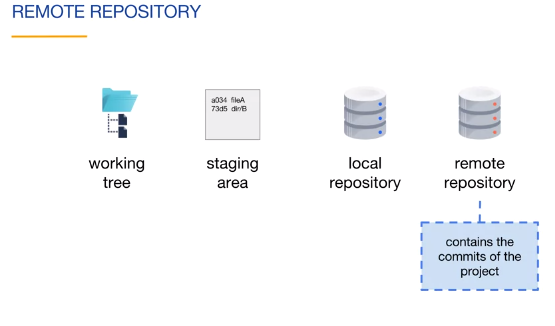 REMOTE REPOSITORY
a034 fileA
73d5 dir/B
working
tree
staging
area
local
repository
remote
repository
contains the
commits of the
project